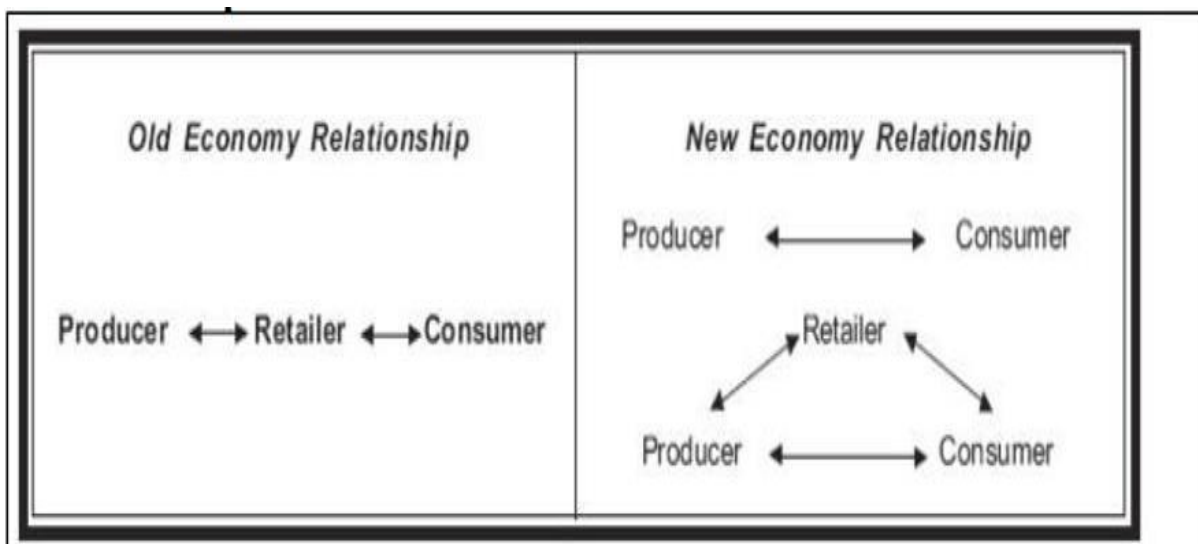 Old Economy Relationship
Producer Retailer Consumer
New Economy Relationship
Producer Consumer
Retailer
Producer Consumer